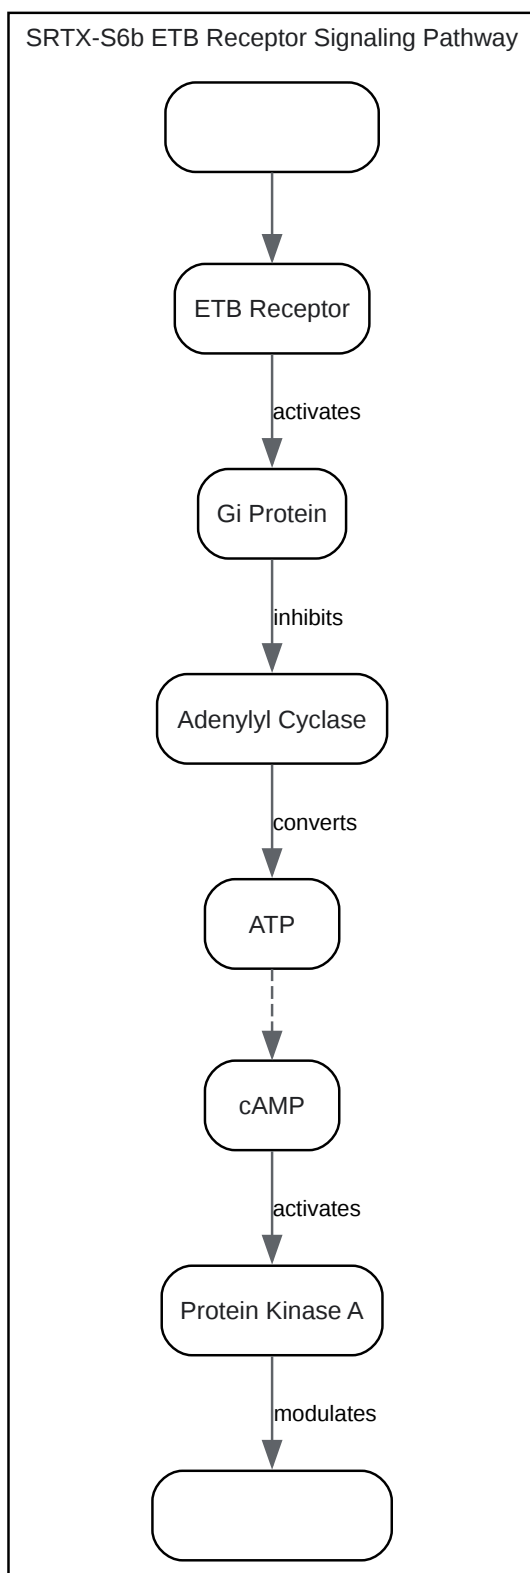 SRTX-S6b ETB Receptor Signaling Pathway
ETB Receptor
activates
Gi Protein
inhibits
Adenylyl Cyclase
converts
ATP
cAMP
activates
Protein Kinase A
modulates